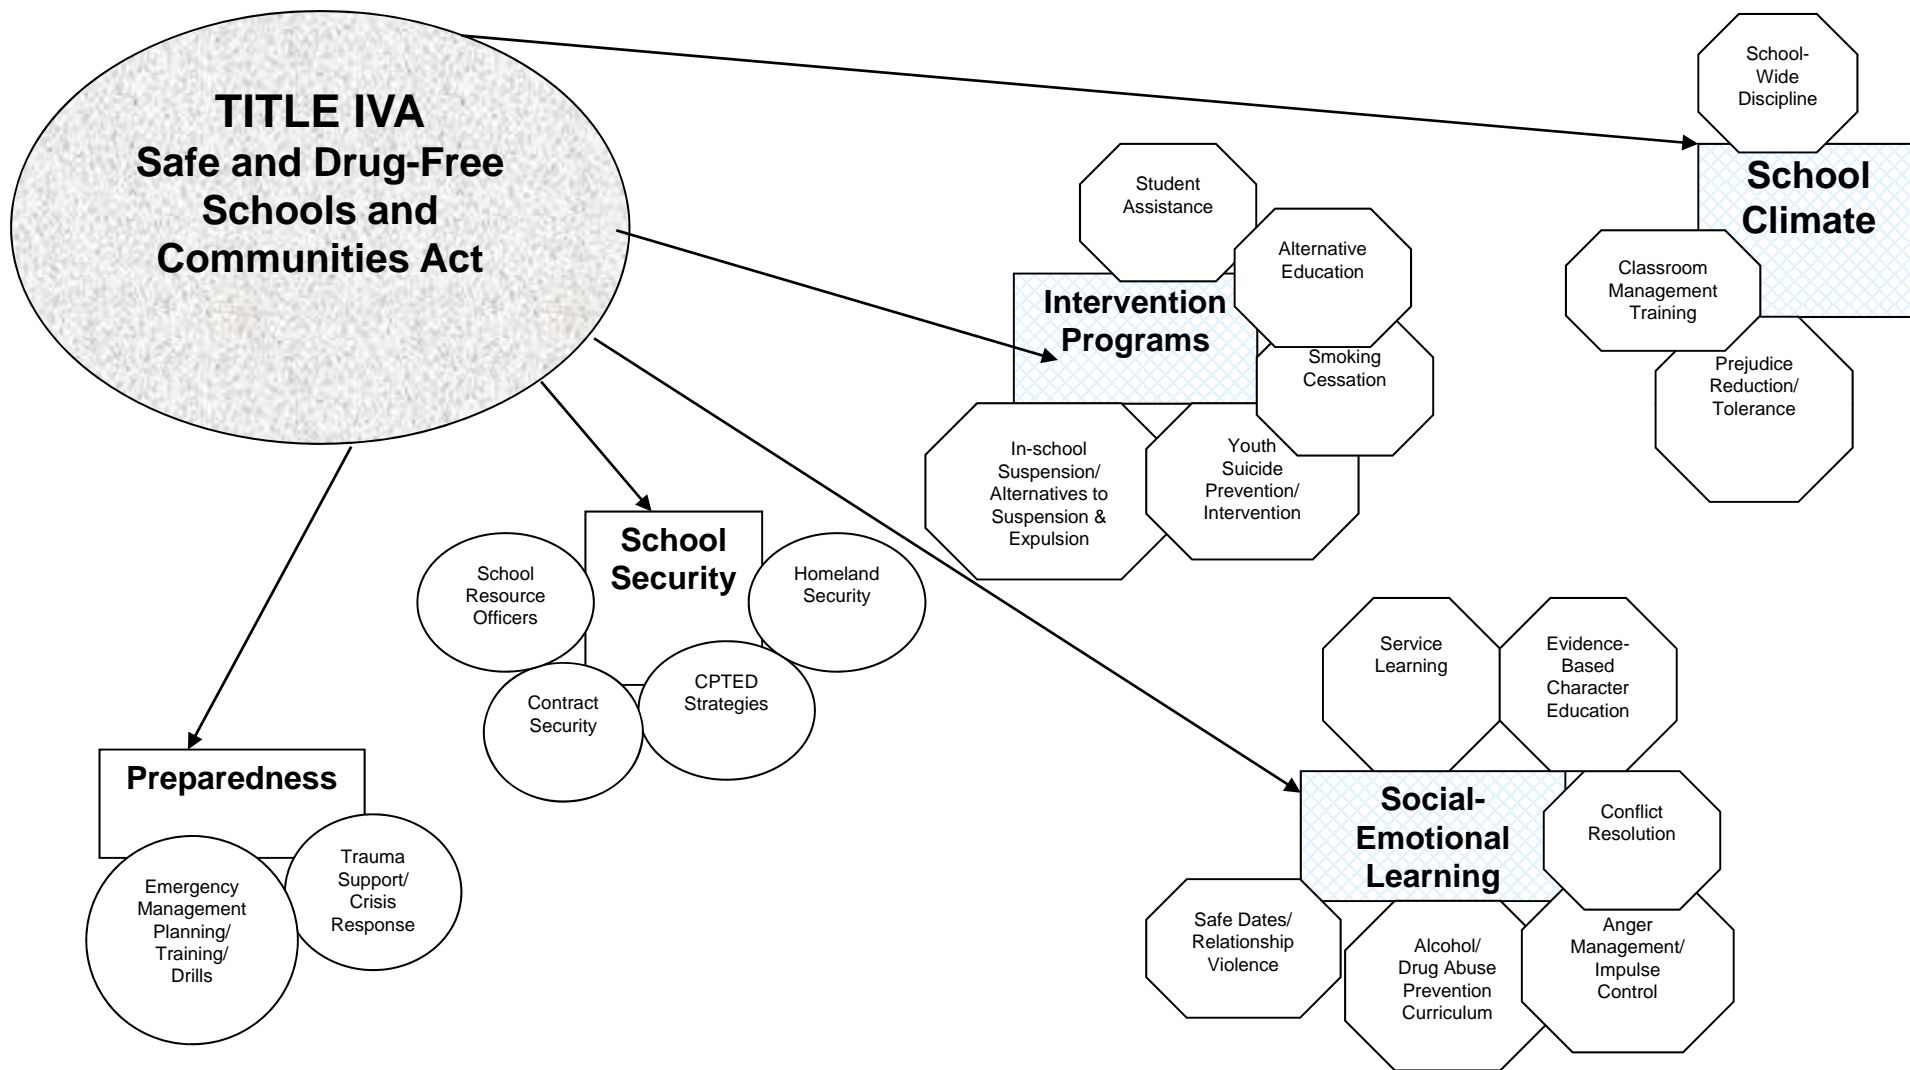 TITLE IVA
Safe and Drug-Free
Schools and
Communities Act
School-
Wide
Discipline
School
Climate
Classroom
Management
Training
Prejudice
Reduction/
Tolerance
Student
Assistance
Alternative
Education
Intervention
Programs
Smoking
Cessation
In-school
Suspension/
Alternatives to
Suspension &
Expulsion
Youth
Suicide
Prevention/
Intervention
School
Security
School
Resource
Officers
Homeland
Security
Contract
Security
CPTED
Strategies
Preparedness
Emergency
Management
Planning/
Training/
Drills
Trauma
Support/
Crisis
Response
Service
Learning
Evidence-
Based
Character
Education
Social-
Emotional
Learning
Conflict
Resolution
Safe Dates/
Relationship
Violence
Alcohol/
Drug Abuse
Prevention
Curriculum
Anger
Management/
Impulse
Control